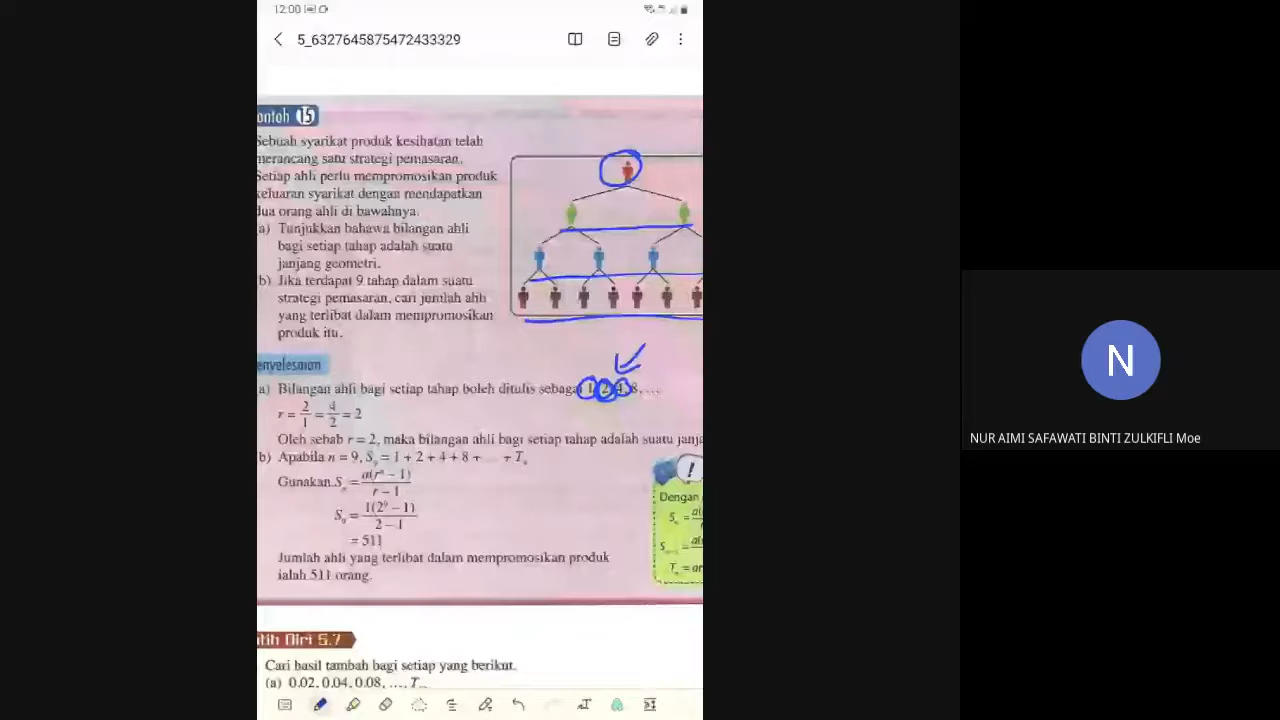 12:00
5_6327645875472433329
ontoh 15
Sebuah syarikat produk kesihatan telah
merancang satu strategi pemasaran.
Setiap ahli perlu mempromosikan produk
keluaran syarikat dengan mendapatkan
dua orang ahli di bawahnya.
a) Tunjukkan bahawa bilangan ahli
bagi setiap tahap adalah suatu
janjang geometri.
b) Jika terdapat 9 tahap dalam suatu
strategi pemasaran, cari jumlah ahli
yang terlibat dalam mempromosikan
produk itu.
enyelesaian
a) Bilangan ahli bagi setiap tahap boleh ditulis sebagai 1, 2, 4, 8, …
r = 2/1 = 4/2 = 2
Oleh sebab r = 2, maka bilangan ahli bagi setiap tahap adalah suatu janja
b) Apabila n = 9, S₉ = 1 + 2 + 4 + 8 + … + T₉
Gunakan Sₙ = a(rⁿ – 1)/r – 1
S₉ = 1(2⁹ – 1)/2 – 1
= 511
Jumlah ahli yang terlibat dalam mempromosikan produk
ialah 511 orang.
!
Dengan
Sₙ = a(
= a(
Tₙ = ar
tih Diri 5.7
Cari hasil tambah bagi setiap yang berikut.
(a) 0.02, 0.04, 0.08, …, T
N
NUR AIMI SAFAWATI BINTI ZULKIFLI Moe